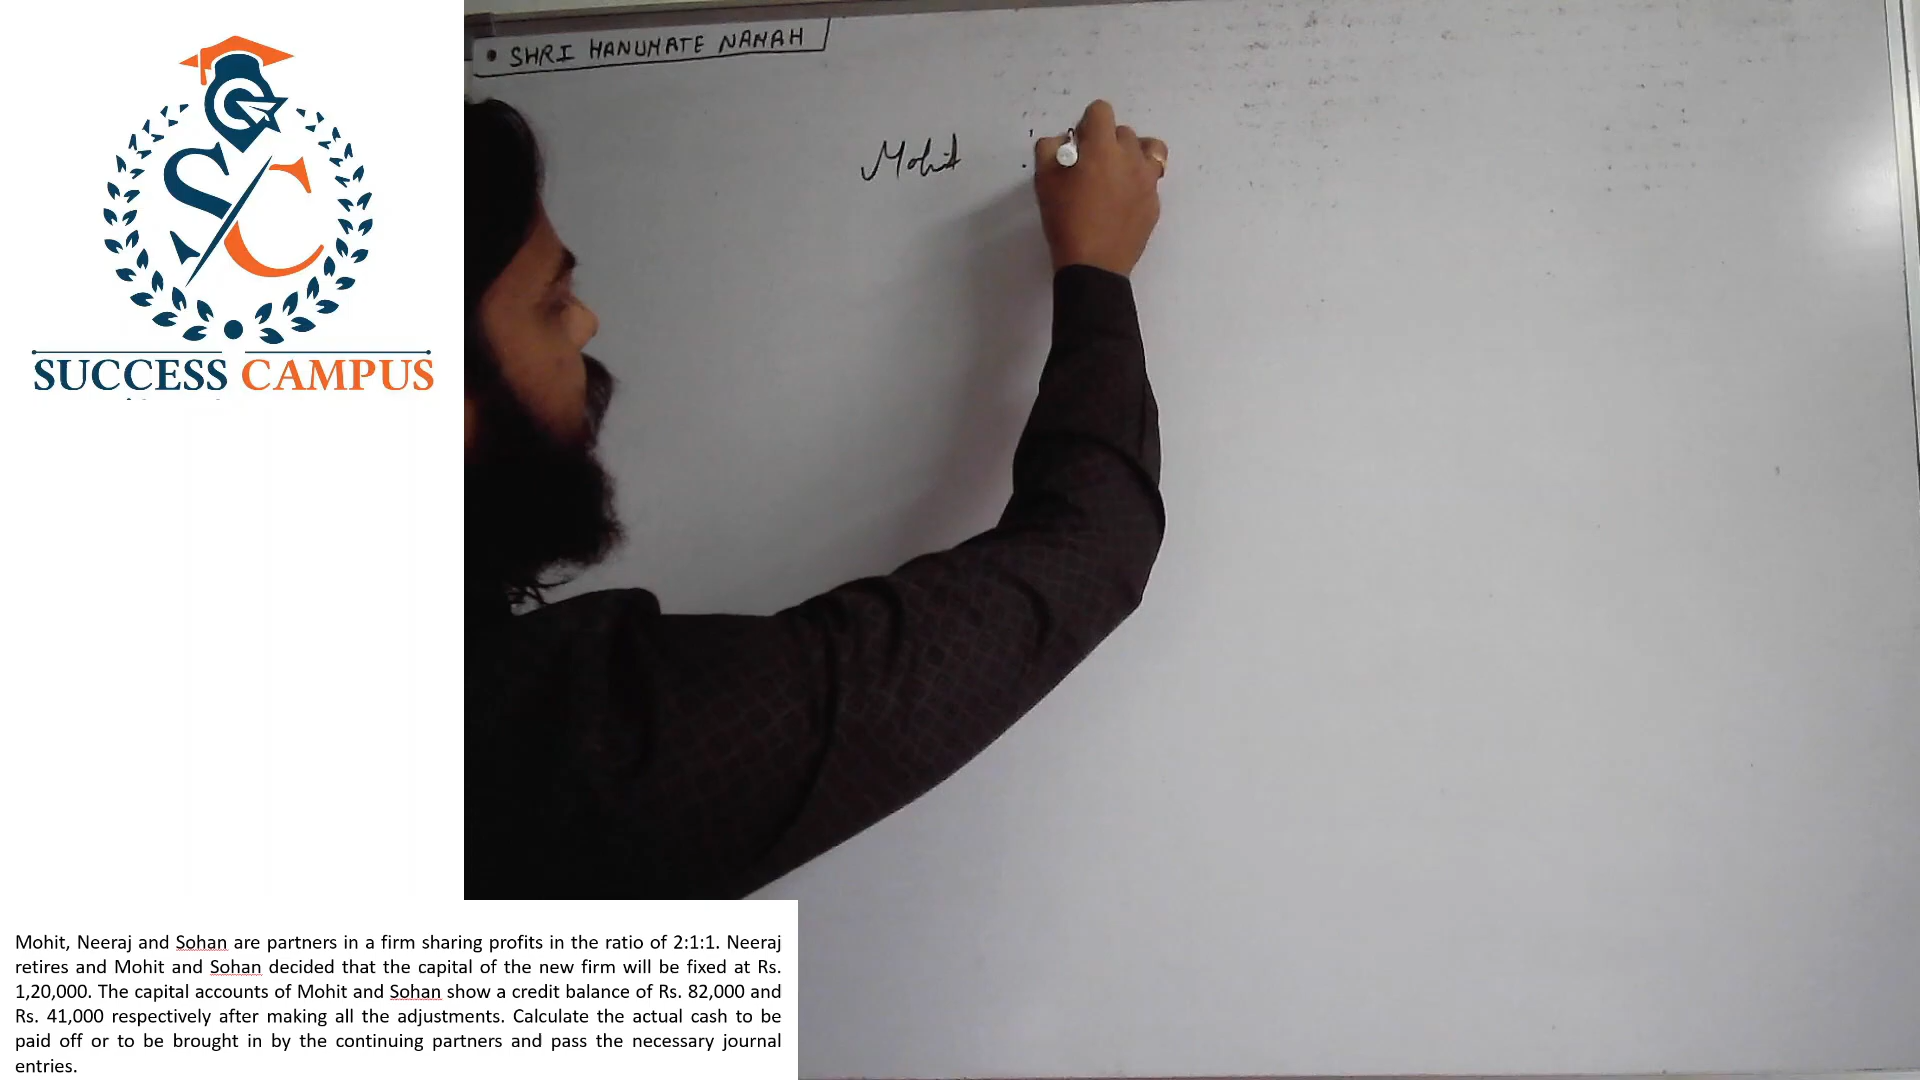 • SHRI HANUMATE NAMAH
Mohit :
SUCCESS CAMPUS
Mohit, Neeraj and Sohan are partners in a firm sharing profits in the ratio of 2:1:1. Neeraj
retires and Mohit and Sohan decided that the capital of the new firm will be fixed at Rs.
1,20,000. The capital accounts of Mohit and Sohan show a credit balance of Rs. 82,000 and
Rs. 41,000 respectively after making all the adjustments. Calculate the actual cash to be
paid off or to be brought in by the continuing partners and pass the necessary journal
entries.